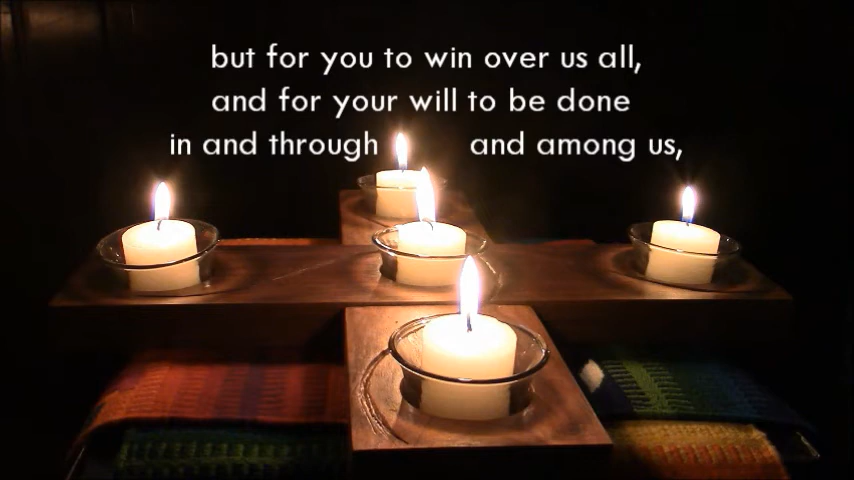 but for you to win over us all,
and for your will to be done
in and through and among us,